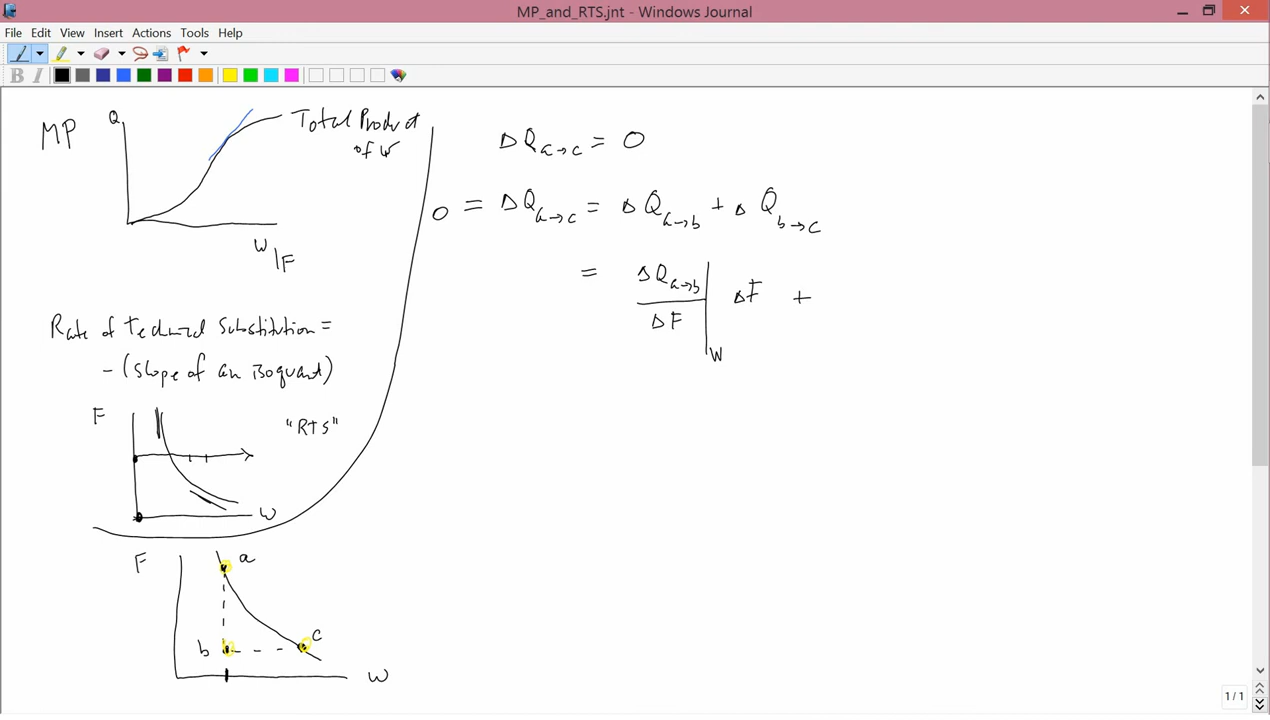 MP_and_RTS.jnt - Windows Journal
File Edit View Insert Actions Tools Help
B I
MP
Q
Total Product
of W
W
|F
Rate of Technical Substitution =
- (Slope of an Isoquant)
F
"RTS"
W
F
a
b
c
W
ΔQ a→c = 0
0 = ΔQ a→c = ΔQ a→b + ΔQ b→c
= ΔQ a→b / ΔF | W ΔF +
1 / 1